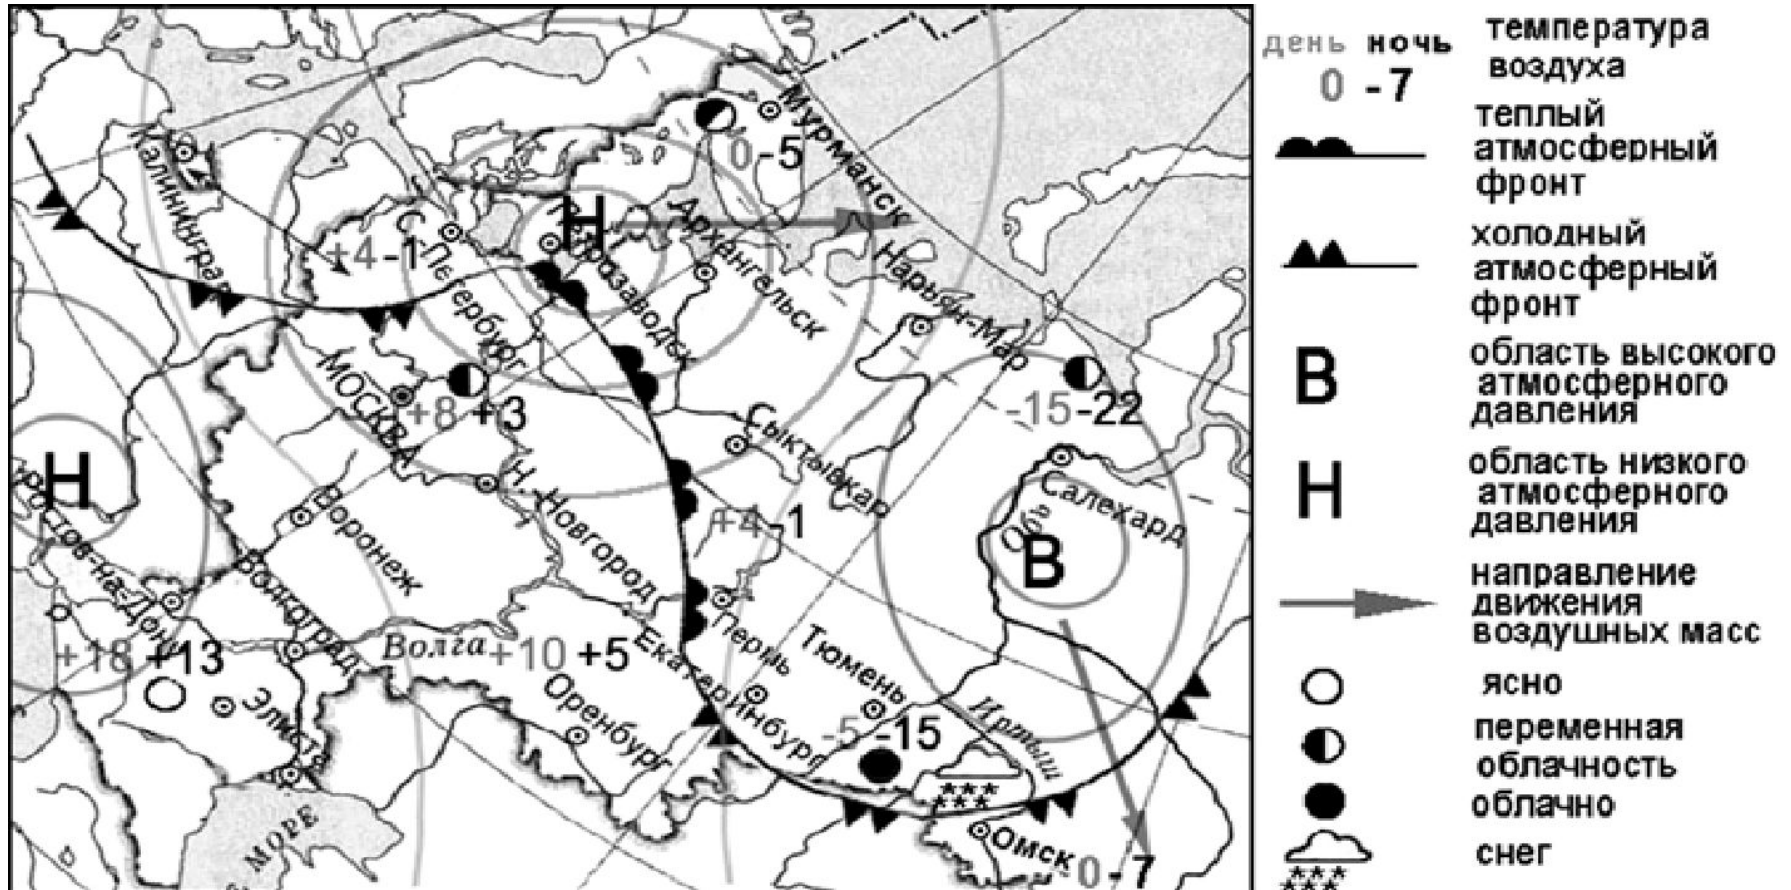 Мурманск
0 -5
Калининград
С.-Петербург
+4 -1
Н
Петрозаводск
Архангельск
Нарьян-Мар
МОСКВА
+8 +3
-15 -22
Сыктывкар
Н
Н.-Новгород
Салехард
Обь
В
Воронеж
+4 -1
Ростов-на-Дону
Волгоград
Волга
+10 +5
Пермь
Екатеринбург
Тюмень
+18 +13
Элиста
Оренбург
-5 -15
Иртыш
МОРЕ
Омск
0 -7
день ночь
0 -7
температура
воздуха
теплый
атмосферный
фронт
холодный
атмосферный
фронт
В
область высокого
атмосферного
давления
Н
область низкого
атмосферного
давления
направление
движения
воздушных масс
ясно
переменная
облачность
облачно
снег